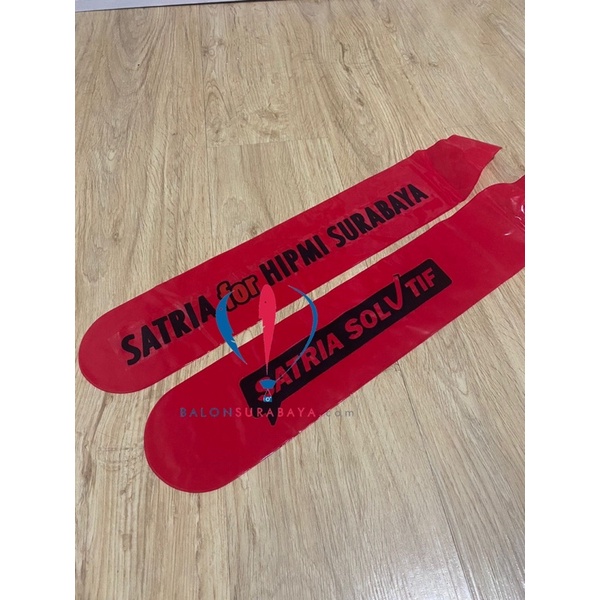 SATRIA for HIPMI SURABAYA
SATRIA SOLVTIF
BALONSURABAYA.com